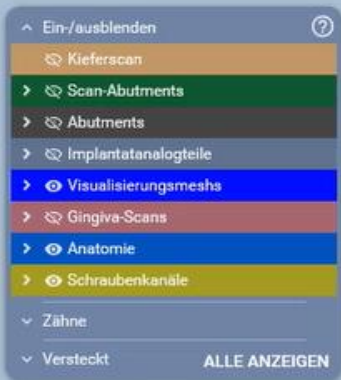 Ein-/ausblenden
Kieferscan
Scan-Abutments
Abutments
Implantatanalogteile
Visualisierungsmeshs
Gingiva-Scans
Anatomie
Schraubenkanäle
Zähne
Versteckt ALLE ANZEIGEN